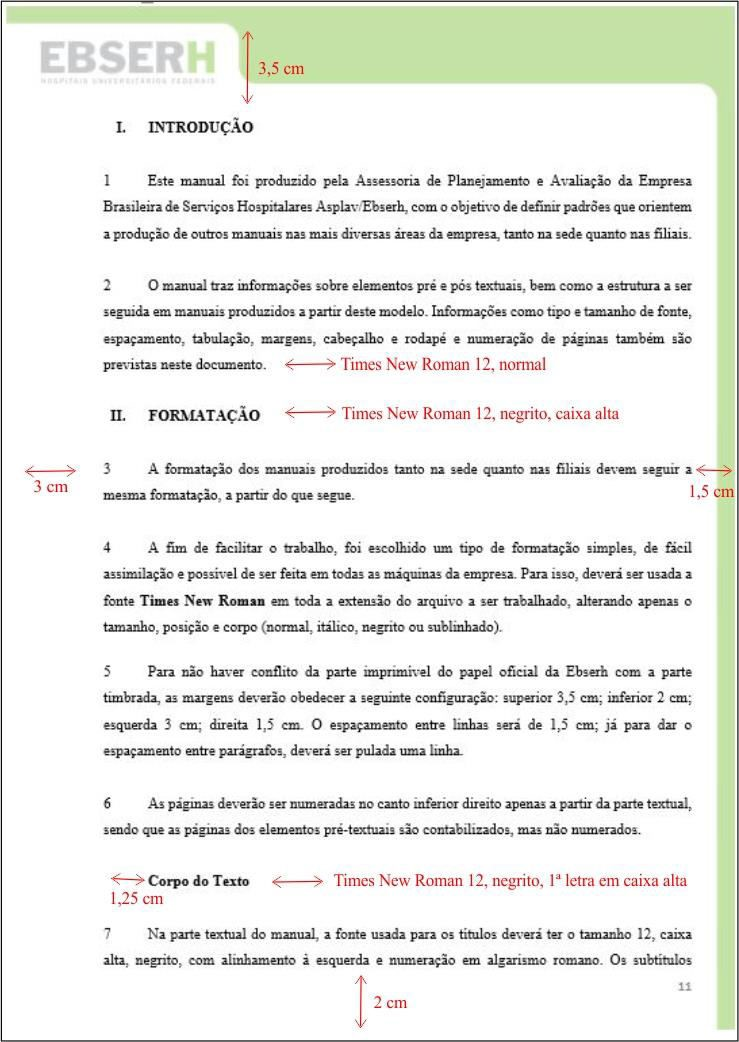 EBSERH
HOSPITAIS UNIVERSITÁRIOS FEDERAIS
3,5 cm
I. INTRODUÇÃO
1 Este manual foi produzido pela Assessoria de Planejamento e Avaliação da Empresa
Brasileira de Serviços Hospitalares Asplav/Ebserh, com o objetivo de definir padrões que orientem
a produção de outros manuais nas mais diversas áreas da empresa, tanto na sede quanto nas filiais.
2 O manual traz informações sobre elementos pré e pós textuais, bem como a estrutura a ser
seguida em manuais produzidos a partir deste modelo. Informações como tipo e tamanho de fonte,
espaçamento, tabulação, margens, cabeçalho e rodapé e numeração de páginas também são
previstas neste documento. Times New Roman 12, normal
II. FORMATAÇÃO Times New Roman 12, negrito, caixa alta
3 A formatação dos manuais produzidos tanto na sede quanto nas filiais devem seguir a
3 cm
1,5 cm
mesma formatação, a partir do que segue.
4 A fim de facilitar o trabalho, foi escolhido um tipo de formatação simples, de fácil
assimilação e possível de ser feita em todas as máquinas da empresa. Para isso, deverá ser usada a
fonte Times New Roman em toda a extensão do arquivo a ser trabalhado, alterando apenas o
tamanho, posição e corpo (normal, itálico, negrito ou sublinhado).
5 Para não haver conflito da parte imprimível do papel oficial da Ebserh com a parte
timbrada, as margens deverão obedecer a seguinte configuração: superior 3,5 cm; inferior 2 cm;
esquerda 3 cm; direita 1,5 cm. O espaçamento entre linhas será de 1,5 cm; já para dar o
espaçamento entre parágrafos, deverá ser pulada uma linha.
6 As páginas deverão ser numeradas no canto inferior direito apenas a partir da parte textual,
sendo que as páginas dos elementos pré-textuais são contabilizados, mas não numerados.
Corpo do Texto Times New Roman 12, negrito, 1ª letra em caixa alta
1,25 cm
7 Na parte textual do manual, a fonte usada para os títulos deverá ter o tamanho 12, caixa
alta, negrito, com alinhamento à esquerda e numeração em algarismo romano. Os subtítulos
11
2 cm